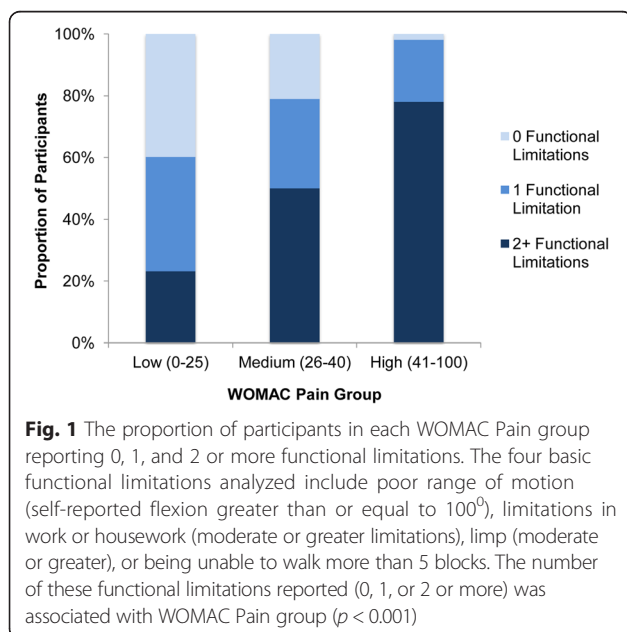 100%
80%
60%
40%
20%
0%
Proportion of Participants
0 Functional
Limitations
1 Functional
Limitation
2+ Functional
Limitations
Low (0-25)
Medium (26-40)
High (41-100)
WOMAC Pain Group
Fig. 1 The proportion of participants in each WOMAC Pain group
reporting 0, 1, and 2 or more functional limitations. The four basic
functional limitations analyzed include poor range of motion
(self-reported flexion greater than or equal to 100⁰), limitations in
work or housework (moderate or greater limitations), limp (moderate
or greater), or being unable to walk more than 5 blocks. The number
of these functional limitations reported (0, 1, or 2 or more) was
associated with WOMAC Pain group (p < 0.001)